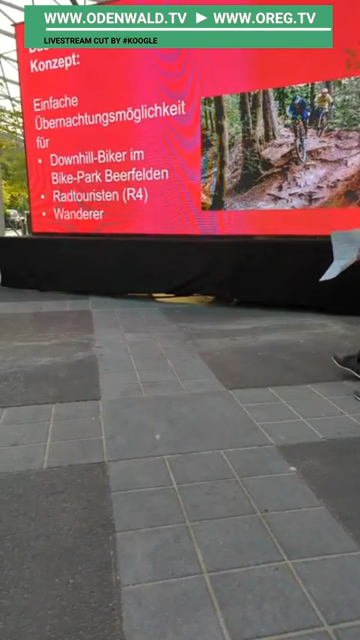 WWW.ODENWALD.TV ► WWW.OREG.TV
LIVESTREAM CUT BY #KOOGLE
Konzept:
Einfache
Übernachtungsmöglichkeit
für
• Downhill-Biker im
Bike-Park Beerfelden
• Radtouristen (R4)
• Wanderer